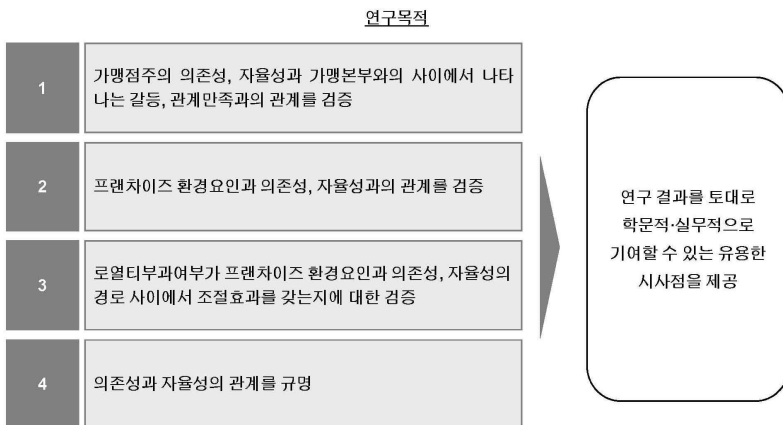 연구목적
1
가맹점주의 의존성, 자율성과 가맹본부와의 사이에서 나타
나는 갈등, 관계만족과의 관계를 검증
2
프랜차이즈 환경요인과 의존성, 자율성과의 관계를 검증
3
로열티부과여부가 프랜차이즈 환경요인과 의존성, 자율성의
경로 사이에서 조절효과를 갖는지에 대한 검증
4
의존성과 자율성의 관계를 규명
연구 결과를 토대로
학문적·실무적으로
기여할 수 있는 유용한
시사점을 제공